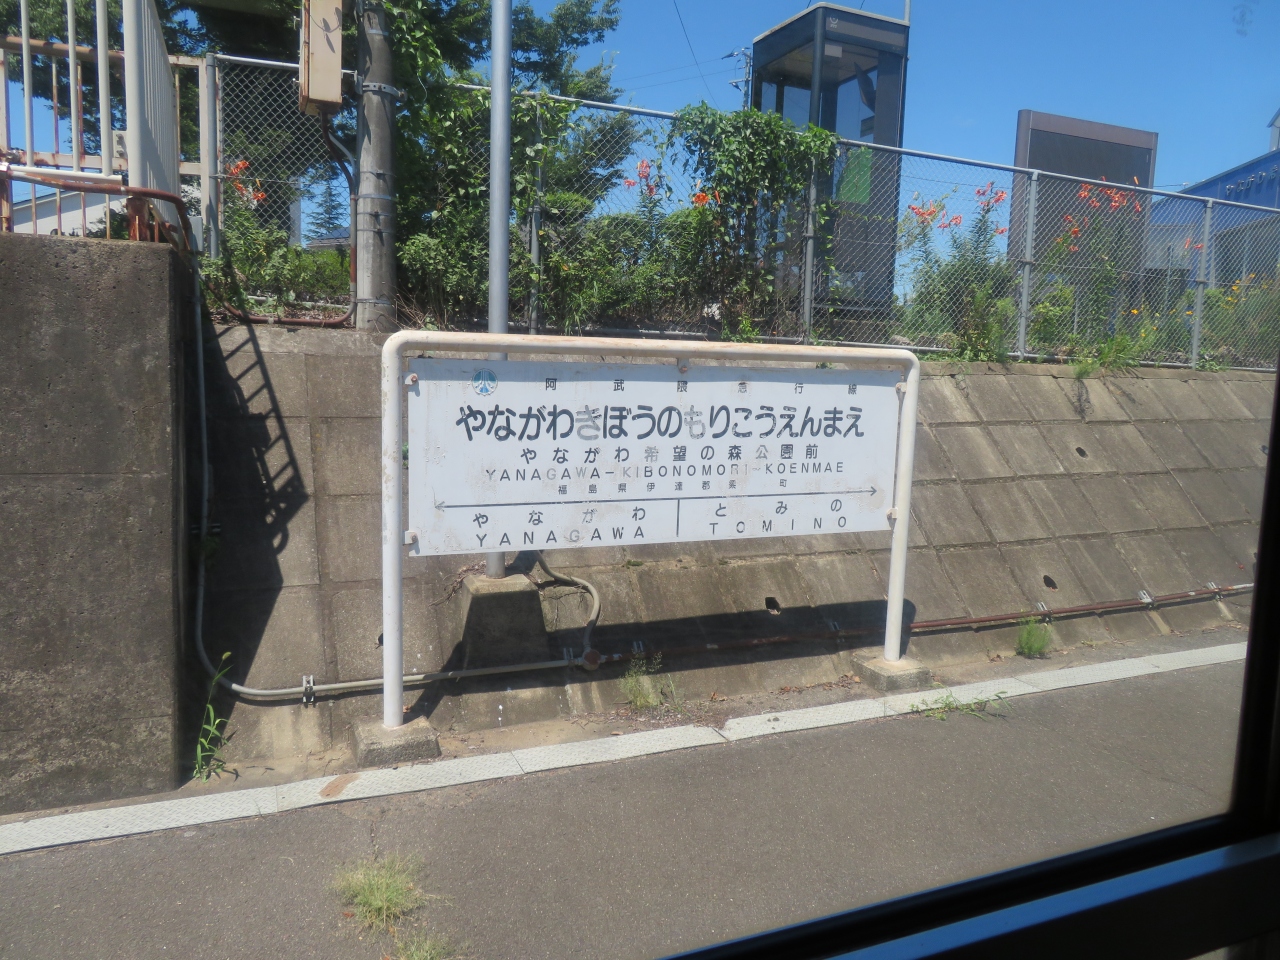 阿武隈急行線
やながわきぼうのもりこうえんまえ
やながわ希望の森公園前
YANAGAWA-KIBONOMORI-KOENMAE
福島県伊達郡梁川町
やながわ とみの
YANAGAWA TOMINO